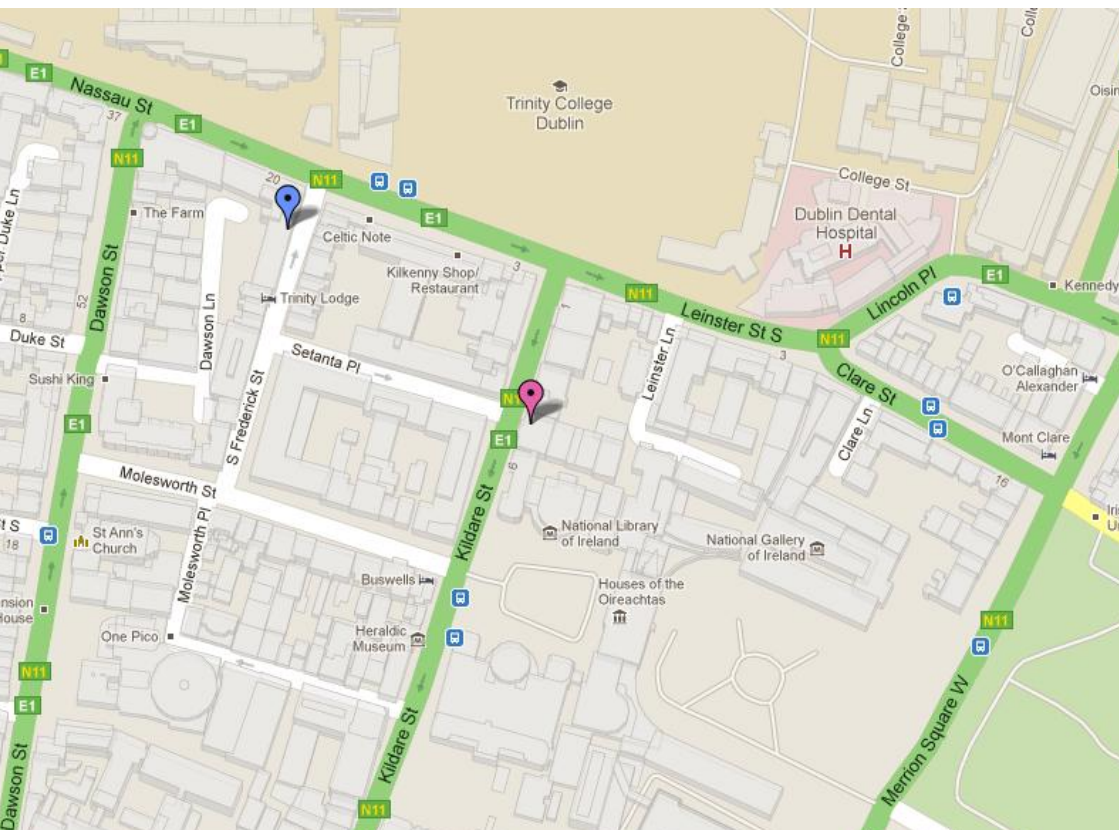 E1
Nassau St
37
E1
N11
20
N11
E1
Trinity College
Dublin
College St
Dublin Dental
Hospital
H
The Farm
Celtic Note
Kilkenny Shop/
Restaurant
3
1
N11
Leinster St S
3
N11
Lincoln Pl
E1
Kennedy
Dawson St
52
Dawson Ln
Trinity Lodge
8
Duke St
Sushi King
E1
Setanta Pl
S Frederick St
E1
6
Leinster Ln
Clare St
Clare Ln
O'Callaghan
Alexander
Mont Clare
16
Molesworth St
Molesworth Pl
St Ann's
Church
18
Kildare St
National Library
of Ireland
National Gallery
of Ireland
Houses of the
Oireachtas
Buswells
Heraldic
Museum
One Pico
N11
E1
Dawson St
Kildare St
N11
N11
Merrion Square W